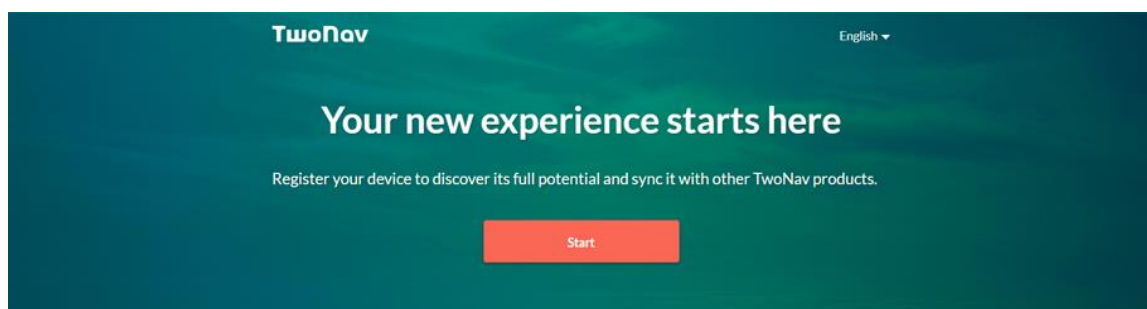 TwoNav
English
Your new experience starts here
Register your device to discover its full potential and sync it with other TwoNav products.
Start